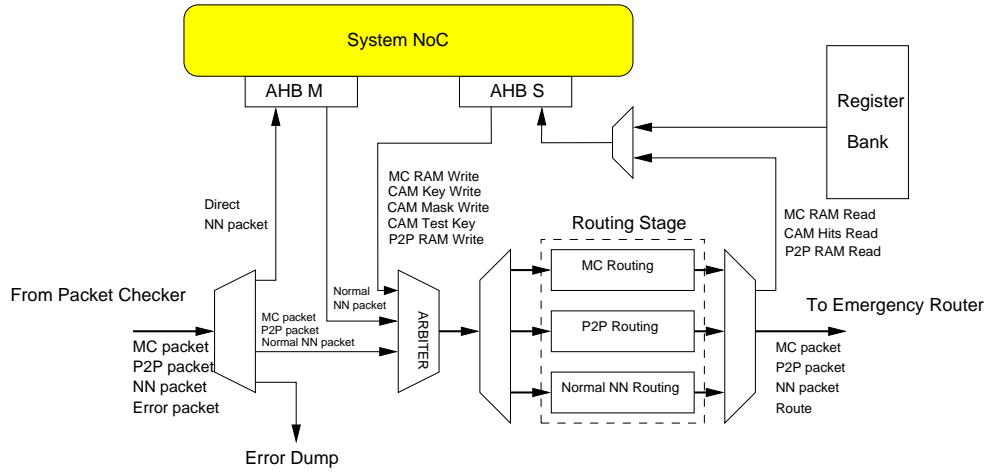 System NoC
AHB M
AHB S
Register
Bank
MC RAM Write
CAM Key Write
CAM Mask Write
CAM Test Key
P2P RAM Write
Direct
NN packet
MC RAM Read
CAM Hits Read
P2P RAM Read
Routing Stage
MC Routing
P2P Routing
Normal NN Routing
From Packet Checker
MC packet
P2P packet
NN packet
Error packet
MC packet
P2P packet
Normal NN packet
Normal
NN packet
ARBITER
To Emergency Router
MC packet
P2P packet
NN packet
Route
Error Dump